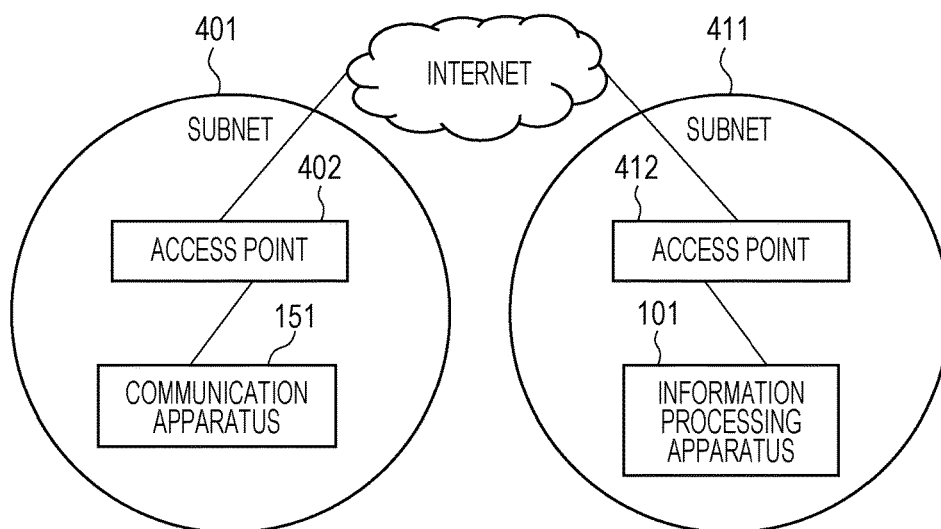 401
411
INTERNET
SUBNET
SUBNET
402
412
ACCESS POINT
ACCESS POINT
151
101
COMMUNICATION
APPARATUS
INFORMATION
PROCESSING
APPARATUS